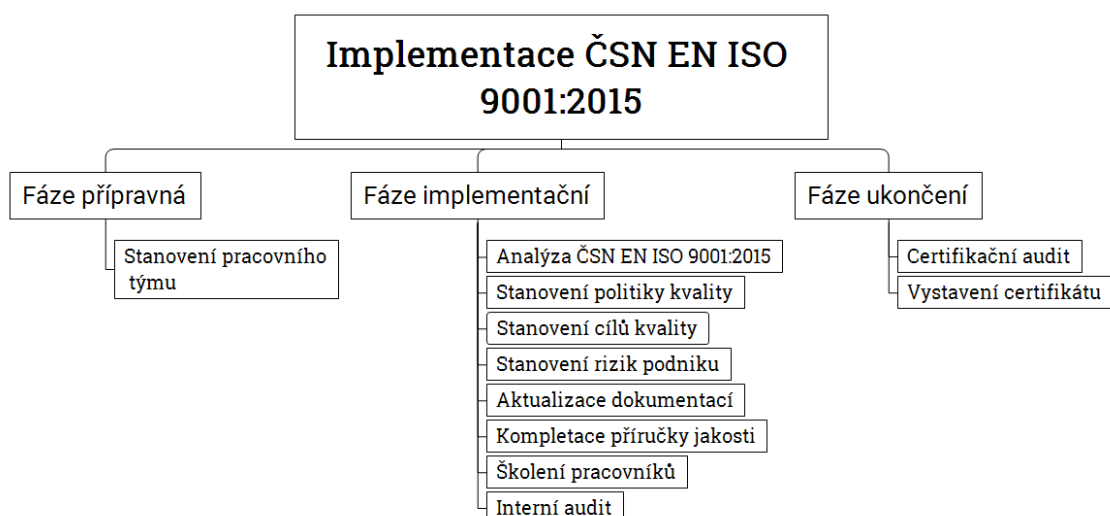 Implementace ČSN EN ISO
9001:2015
Fáze přípravná
Stanovení pracovního
týmu
Fáze implementační
Analýza ČSN EN ISO 9001:2015
Stanovení politiky kvality
Stanovení cílů kvality
Stanovení rizik podniku
Aktualizace dokumentací
Kompletace příručky jakosti
Školení pracovníků
Interní audit
Fáze ukončení
Certifikační audit
Vystavení certifikátu